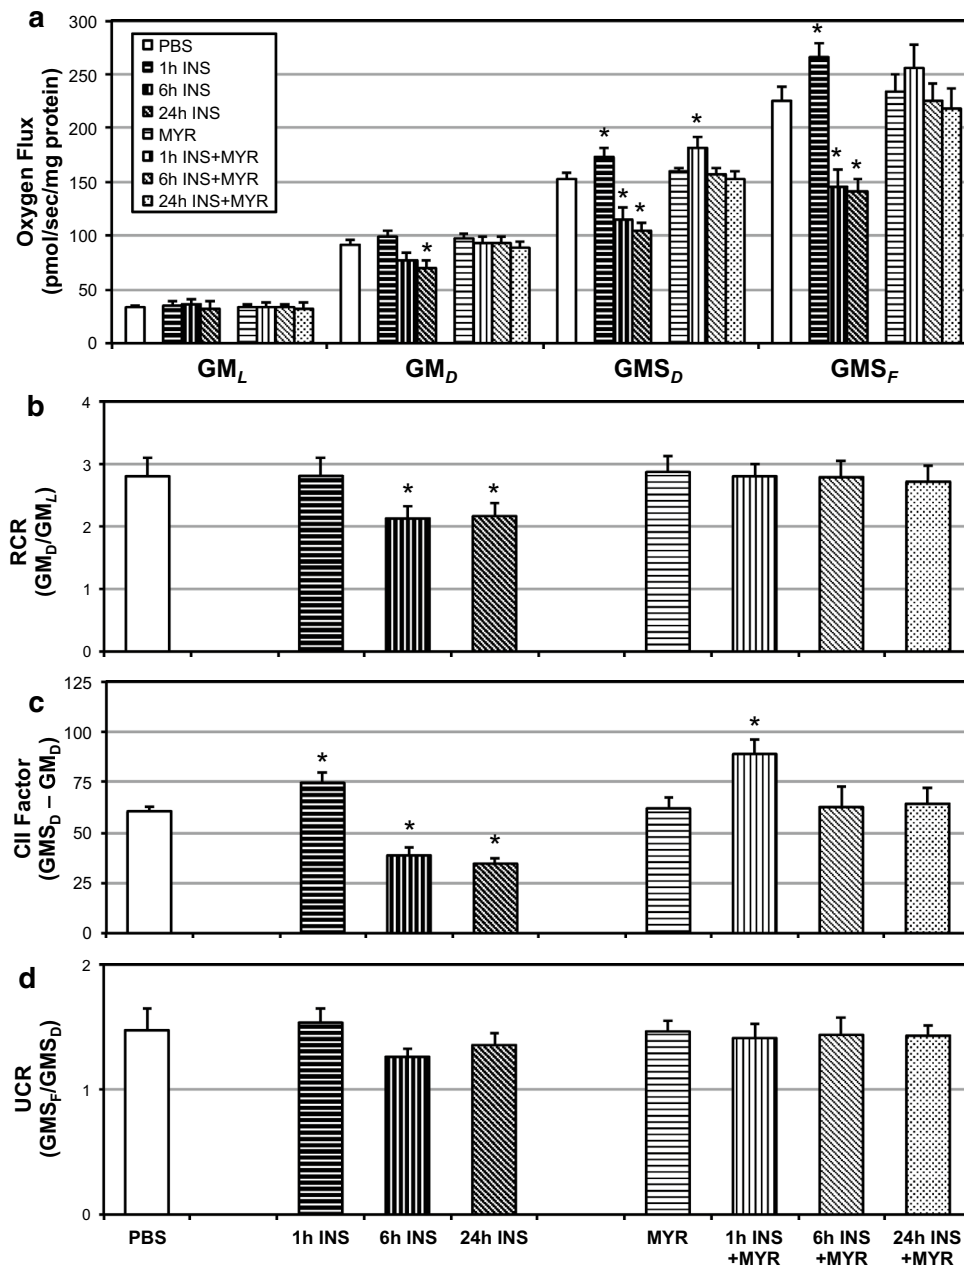 a
Oxygen Flux
(pmol/sec/mg protein)
300
250
200
150
100
50
0
PBS
1h INS
6h INS
24h INS
MYR
1h INS+MYR
6h INS+MYR
24h INS+MYR
* * * * * * * * *
GML GMD GMSD GMSF
b
RCR
(GMD/GML)
4
3
2
1
0
* *
c
CII Factor
(GMSD – GMD)
125
100
75
50
25
0
* * * *
d
UCR
(GMSF/GMSD)
2
1
0
PBS 1h INS 6h INS 24h INS MYR 1h INS 6h INS 24h INS
+MYR +MYR +MYR